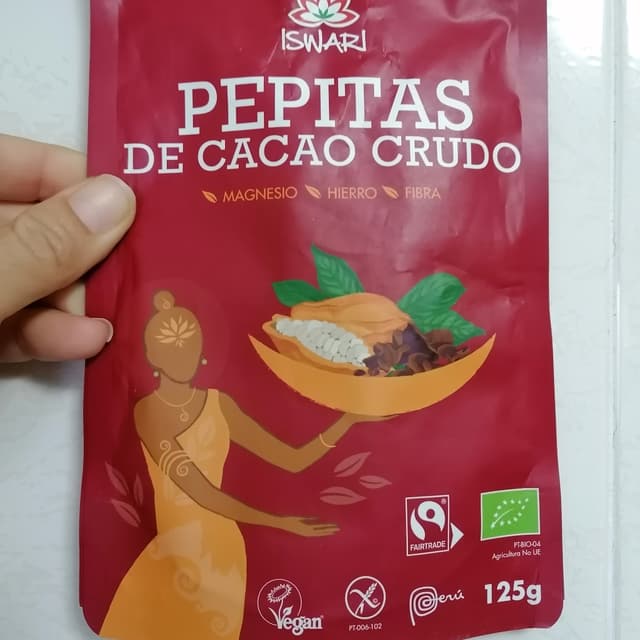 ISWARI
PEPITAS
DE CACAO CRUDO
MAGNESIO HIERRO FIBRA
FAIRTRADE
PT-BIO-04
Agricultura No UE
Vegan
PT-006-102
Perú
125g